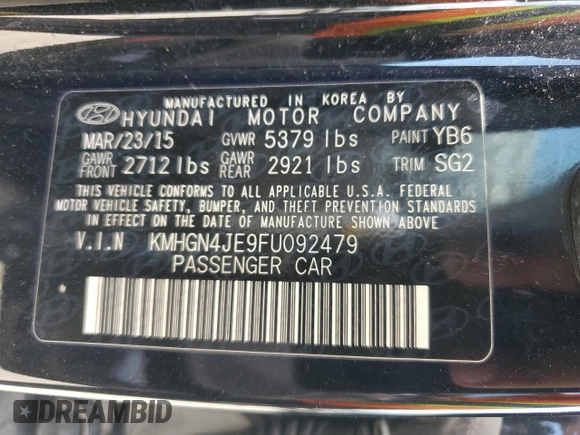 MANUFACTURED IN KOREA BY
HYUNDAI MOTOR COMPANY
MAR/23/15 GVWR 5379 lbs PAINT YB6
GAWR FRONT 2712 lbs GAWR REAR 2921 lbs TRIM SG2
THIS VEHICLE CONFORMS TO ALL APPLICABLE U.S.A. FEDERAL
MOTOR VEHICLE SAFETY, BUMPER, AND THEFT PREVENTION STANDARDS
IN EFFECT ON THE DATE OF MANUFACTURE SHOWN ABOVE.
V.I.N KMHGN4JE9FU092479
PASSENGER CAR
DREAMBID